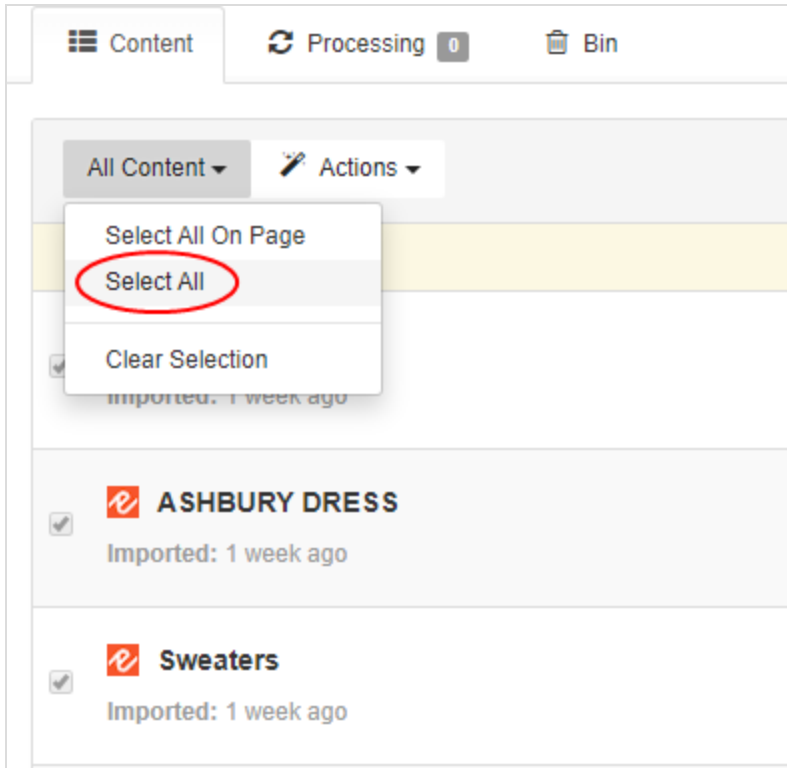 Content Processing 0 Bin
All Content Actions
Select All On Page
Select All
Clear Selection
Imported: 1 week ago
ASHBURY DRESS
Imported: 1 week ago
Sweaters
Imported: 1 week ago